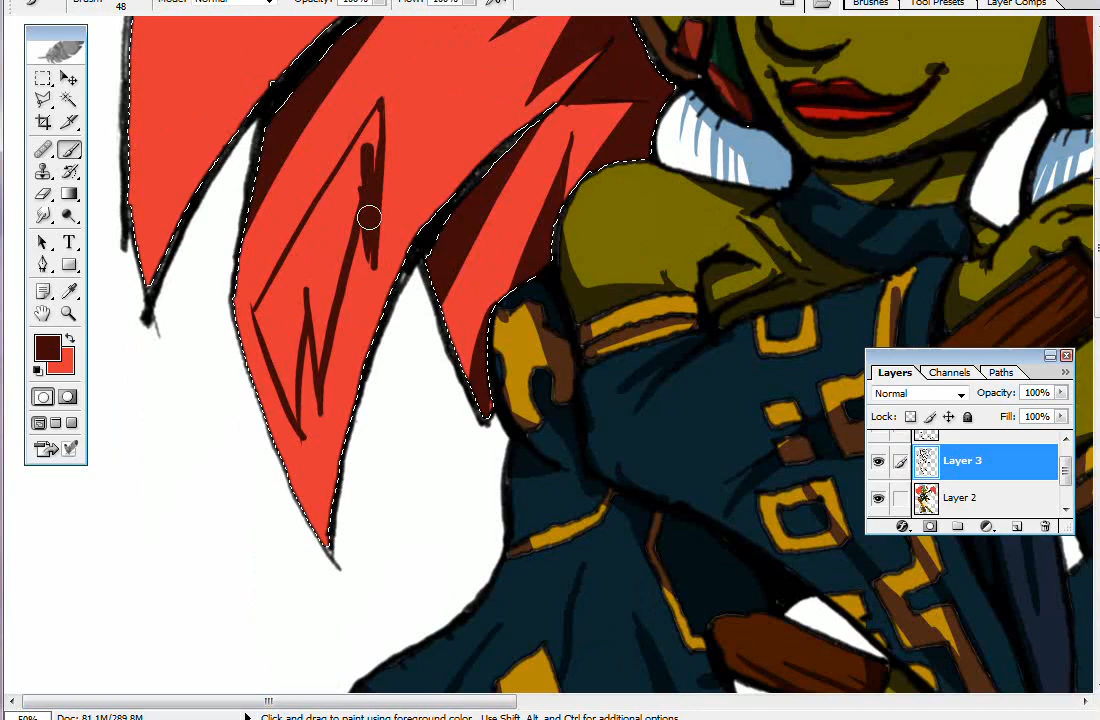 Brush: 48 Mode: Normal Opacity: 100% Flow: 100% Brushes Tool Presets Layer Comps
T
Layers Channels Paths
Normal Opacity: 100%
Lock: Fill: 100%
Layer 3
Layer 2
50% Doc: 81.1M/289.8M Click and drag to paint using foreground color. Use Shift, Alt, and Ctrl for additional options.